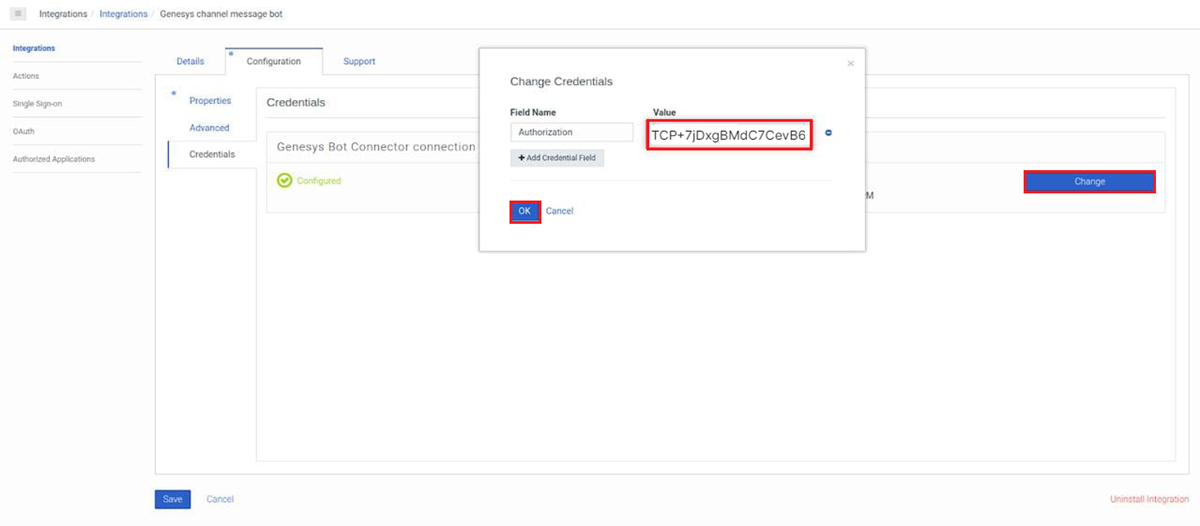 Integrations / Integrations / Genesys channel message bot
Integrations
Actions
Single Sign-on
OAuth
Authorized Applications
Details
Configuration
Support
Properties
Advanced
Credentials
Credentials
Genesys Bot Connector connection
Configured
M
Change
×
Change Credentials
Field Name
Value
Authorization
TCP+7jDxgBMdC7CevB6
+ Add Credential Field
OK
Cancel
Save
Cancel
Uninstall Integration